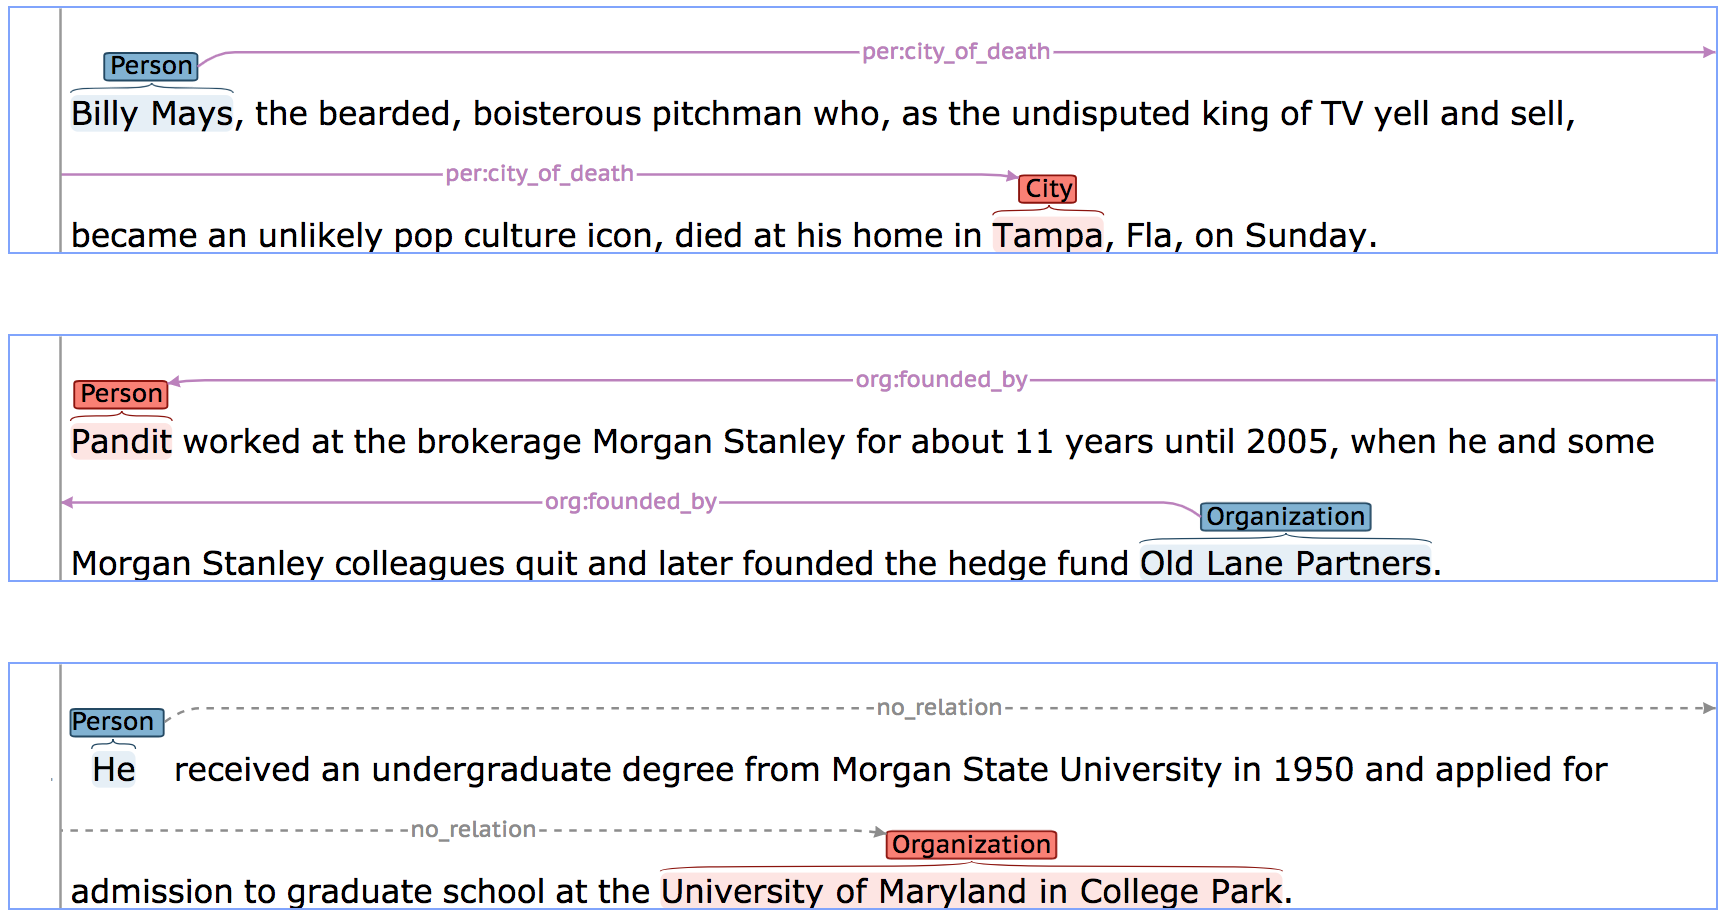 Person per:city_of_death
Billy Mays, the bearded, boisterous pitchman who, as the undisputed king of TV yell and sell,
per:city_of_death City
became an unlikely pop culture icon, died at his home in Tampa, Fla, on Sunday.
Person org:founded_by
Pandit worked at the brokerage Morgan Stanley for about 11 years until 2005, when he and some
org:founded_by Organization
Morgan Stanley colleagues quit and later founded the hedge fund Old Lane Partners.
Person no_relation
He received an undergraduate degree from Morgan State University in 1950 and applied for
no_relation Organization
admission to graduate school at the University of Maryland in College Park.